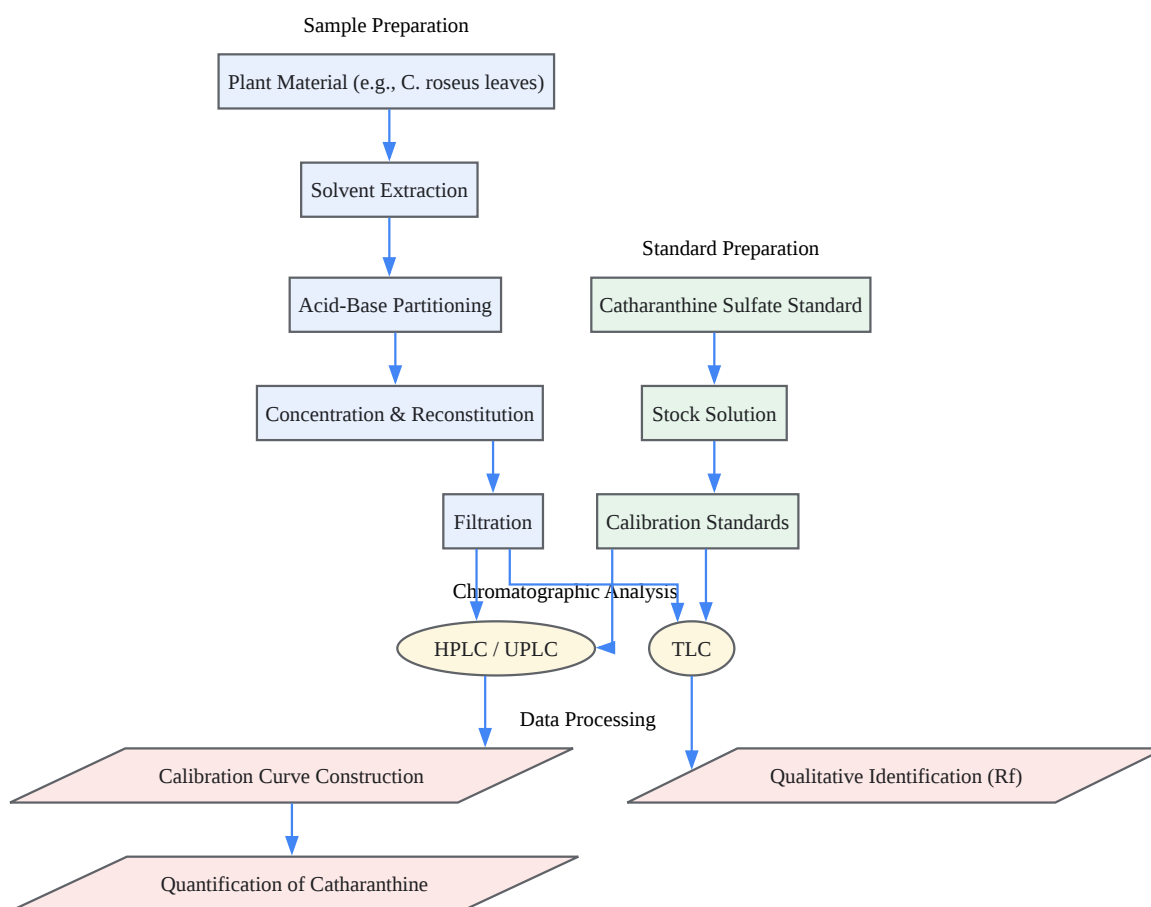 Sample Preparation
Plant Material (e.g., C. roseus leaves)
Solvent Extraction
Standard Preparation
Acid-Base Partitioning
Catharanthine Sulfate Standard
Concentration & Reconstitution
Stock Solution
Filtration
Calibration Standards
Chromatographic Analysis
HPLC / UPLC
TLC
Data Processing
Calibration Curve Construction
Qualitative Identification (Rf)
Quantification of Catharanthine